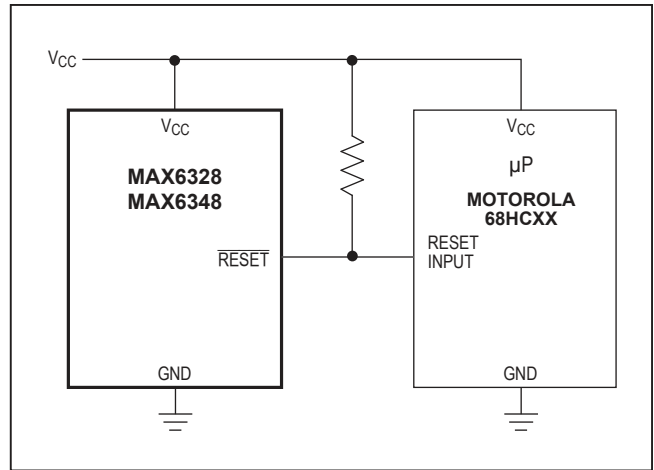 VCC
VCC
MAX6328
MAX6348
RESET
GND
VCC
µP
MOTOROLA
68HCXX
RESET
INPUT
GND